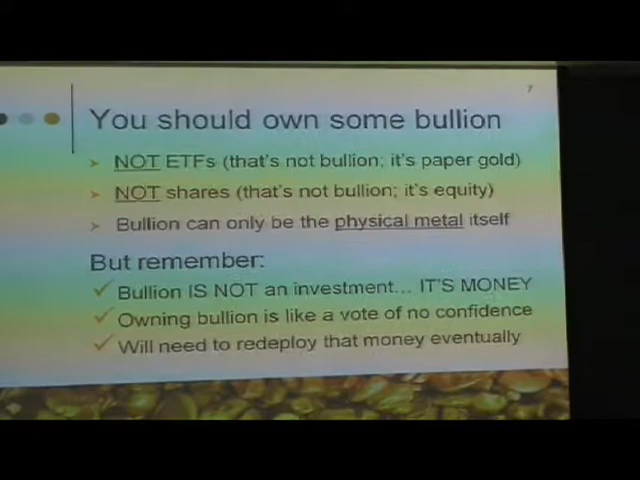 7
You should own some bullion
NOT ETFs (that's not bullion; it's paper gold)
NOT shares (that's not bullion; it's equity)
Bullion can only be the physical metal itself
But remember:
Bullion IS NOT an investment... IT'S MONEY
Owning bullion is like a vote of no confidence
Will need to redeploy that money eventually